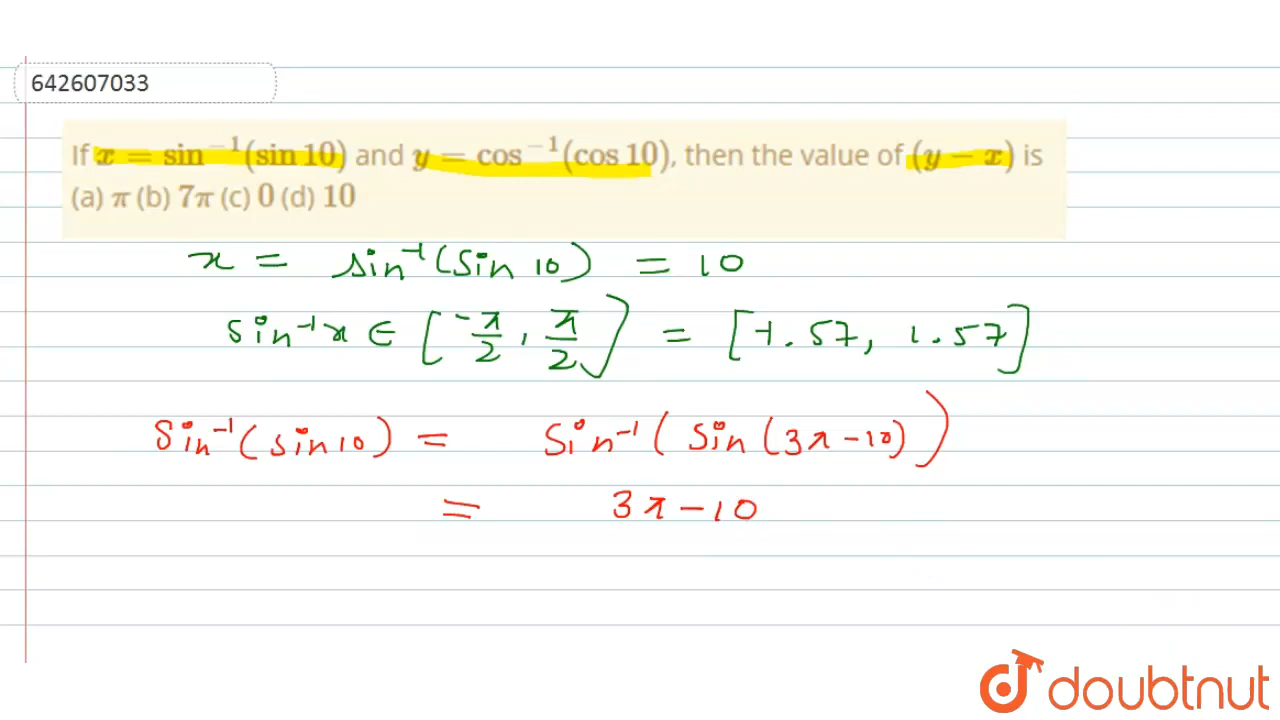 642607033
If x = sin⁻¹(sin 10) and y = cos⁻¹(cos 10), then the value of (y − x) is
(a) π (b) 7π (c) 0 (d) 10
x = sin⁻¹(sin 10) = 10
sin⁻¹x ∈ [-π/2, π/2] = [-1.57, 1.57]
sin⁻¹(sin 10) = sin⁻¹(sin(3π-10))
= 3π-10
doubtnut